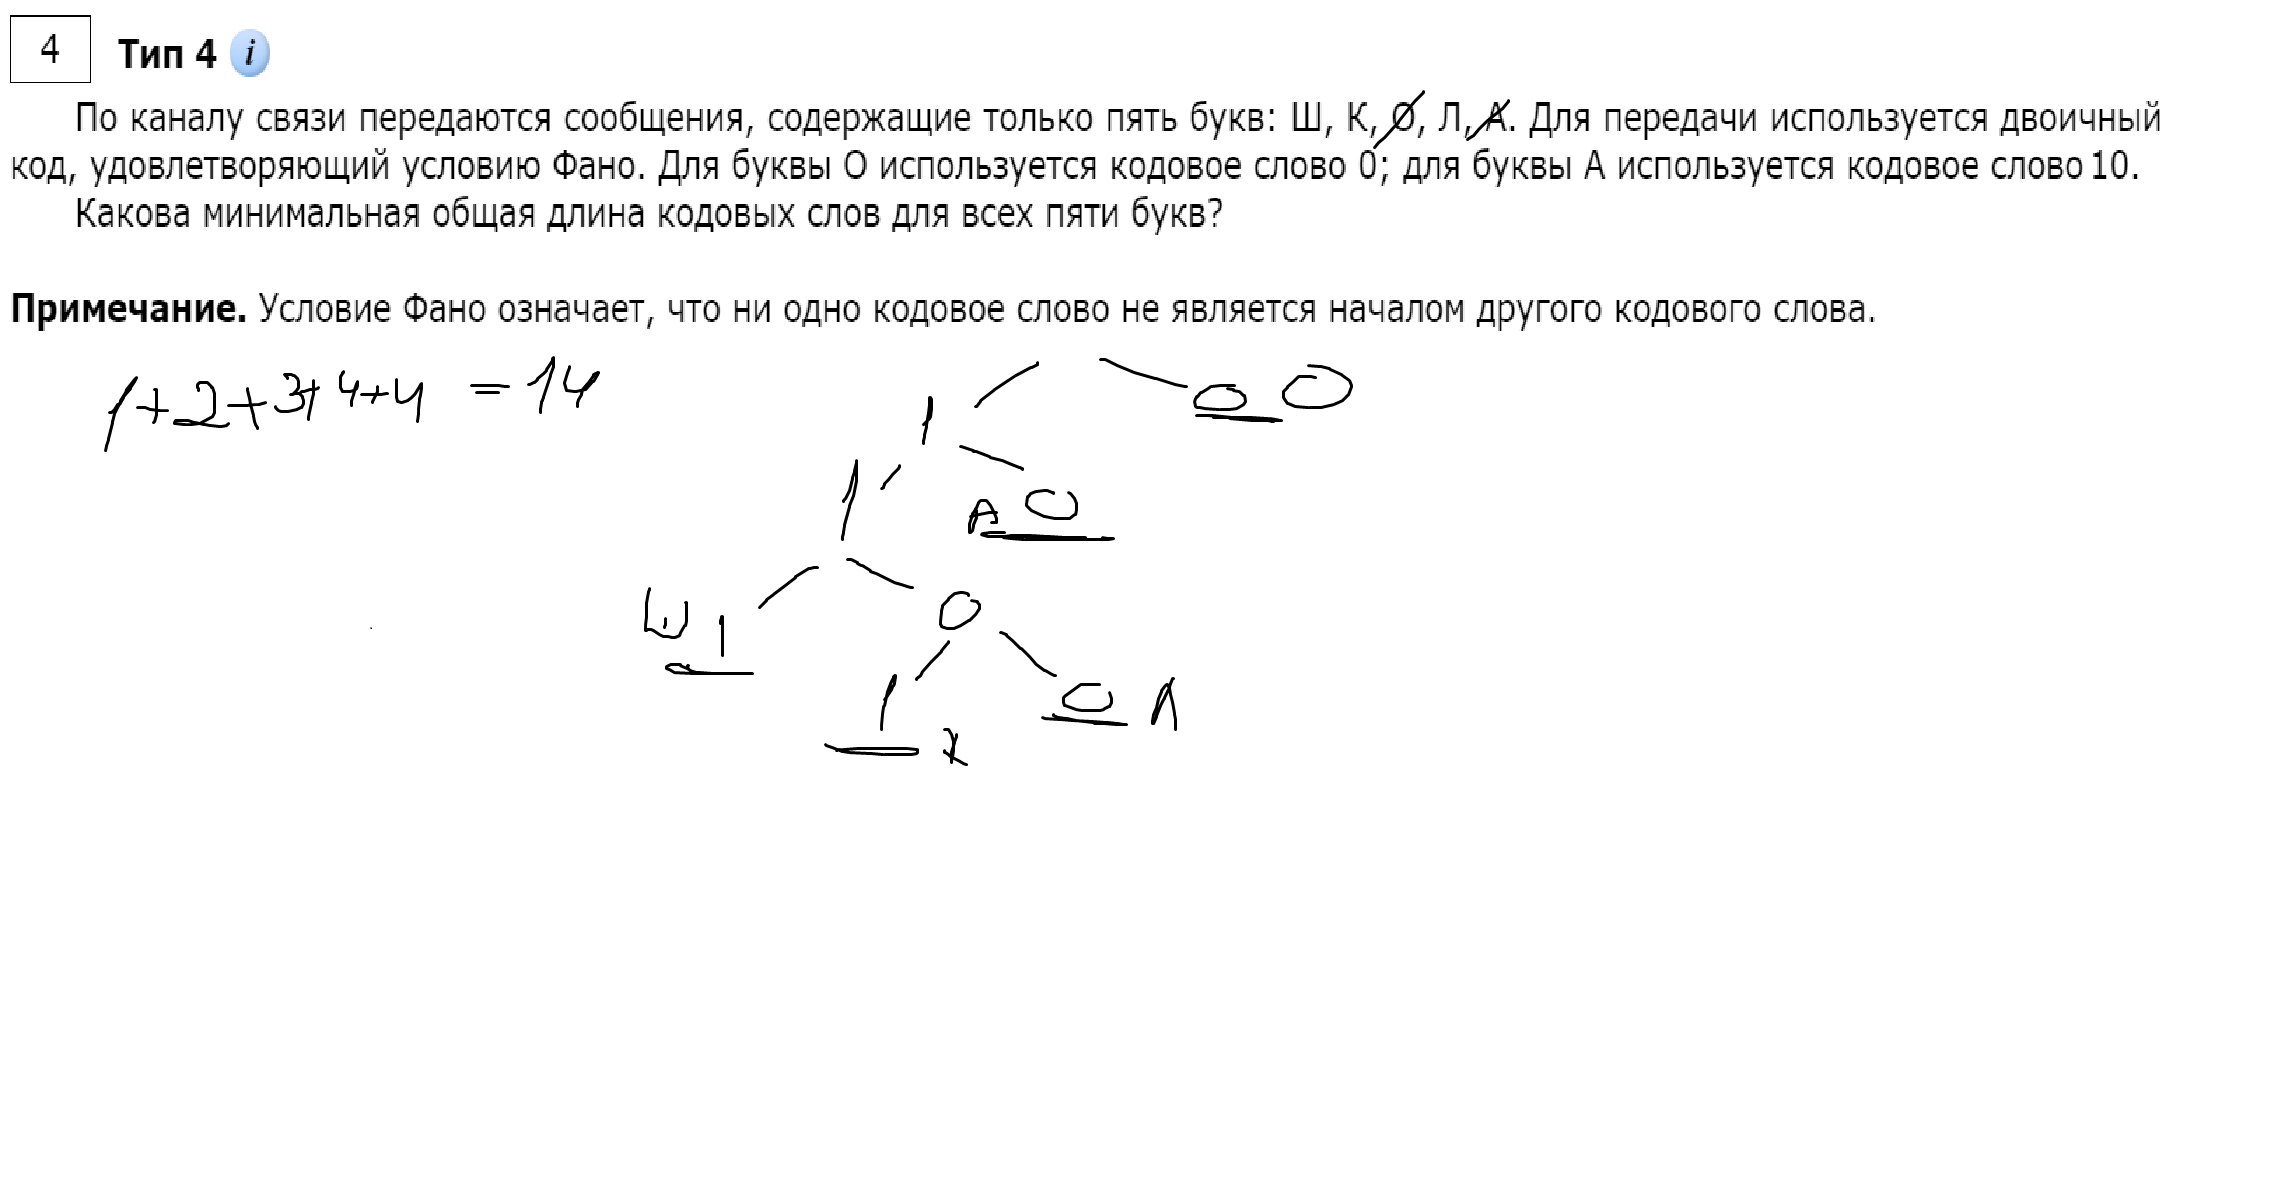 4 Тип 4 i
По каналу связи передаются сообщения, содержащие только пять букв: Ш, К, О, Л, А. Для передачи используется двоичный
код, удовлетворяющий условию Фано. Для буквы О используется кодовое слово 0; для буквы А используется кодовое слово 10.
Какова минимальная общая длина кодовых слов для всех пяти букв?
Примечание. Условие Фано означает, что ни одно кодовое слово не является началом другого кодового слова.
1+2+3+4+4 = 14
0 О
1
1
А 0
Ш 1
0
1 К
0 Л